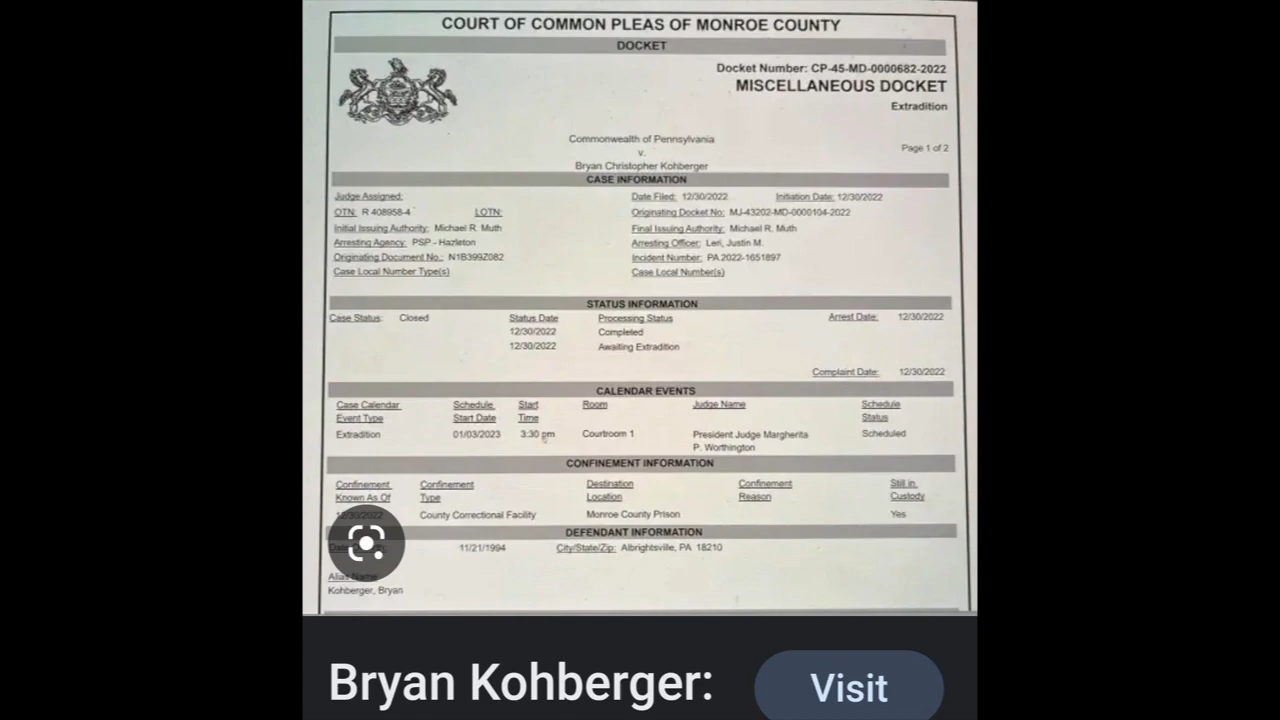 COURT OF COMMON PLEAS OF MONROE COUNTY
DOCKET
Docket Number: CP-45-MD-0000682-2022
MISCELLANEOUS DOCKET
Extradition
Commonwealth of Pennsylvania
v.
Page 1 of 2
Bryan Christopher Kohberger
CASE INFORMATION
Judge Assigned: Date Filed: 12/30/2022 Initiation Date: 12/30/2022
OTN: R 408958-4 LOTN: Originating Docket No: MJ-43202-MD-0000104-2022
Initial Issuing Authority: Michael R. Muth Final Issuing Authority: Michael R. Muth
Arresting Agency: PSP - Hazleton Arresting Officer: Leri, Justin M.
Originating Document No.: N1B399Z082 Incident Number: PA 2022-1651897
Case Local Number Type(s) Case Local Number(s)
STATUS INFORMATION
Case Status: Closed Status Date Processing Status Arrest Date: 12/30/2022
12/30/2022 Completed
12/30/2022 Awaiting Extradition
Complaint Date: 12/30/2022
CALENDAR EVENTS
Case Calendar Schedule Start Room Judge Name Schedule
Event Type Start Date Time Status
Extradition 01/03/2023 3:30 pm Courtroom 1 President Judge Margherita Scheduled
P. Worthington
CONFINEMENT INFORMATION
Confinement Confinement Destination Confinement Still in
Known As Of Type Location Reason Custody
12/30/2022 County Correctional Facility Monroe County Prison Yes
DEFENDANT INFORMATION
11/21/1994 City/State/Zip: Albrightsville, PA 18210
Alias Name
Kohberger, Bryan
Bryan Kohberger:
Visit